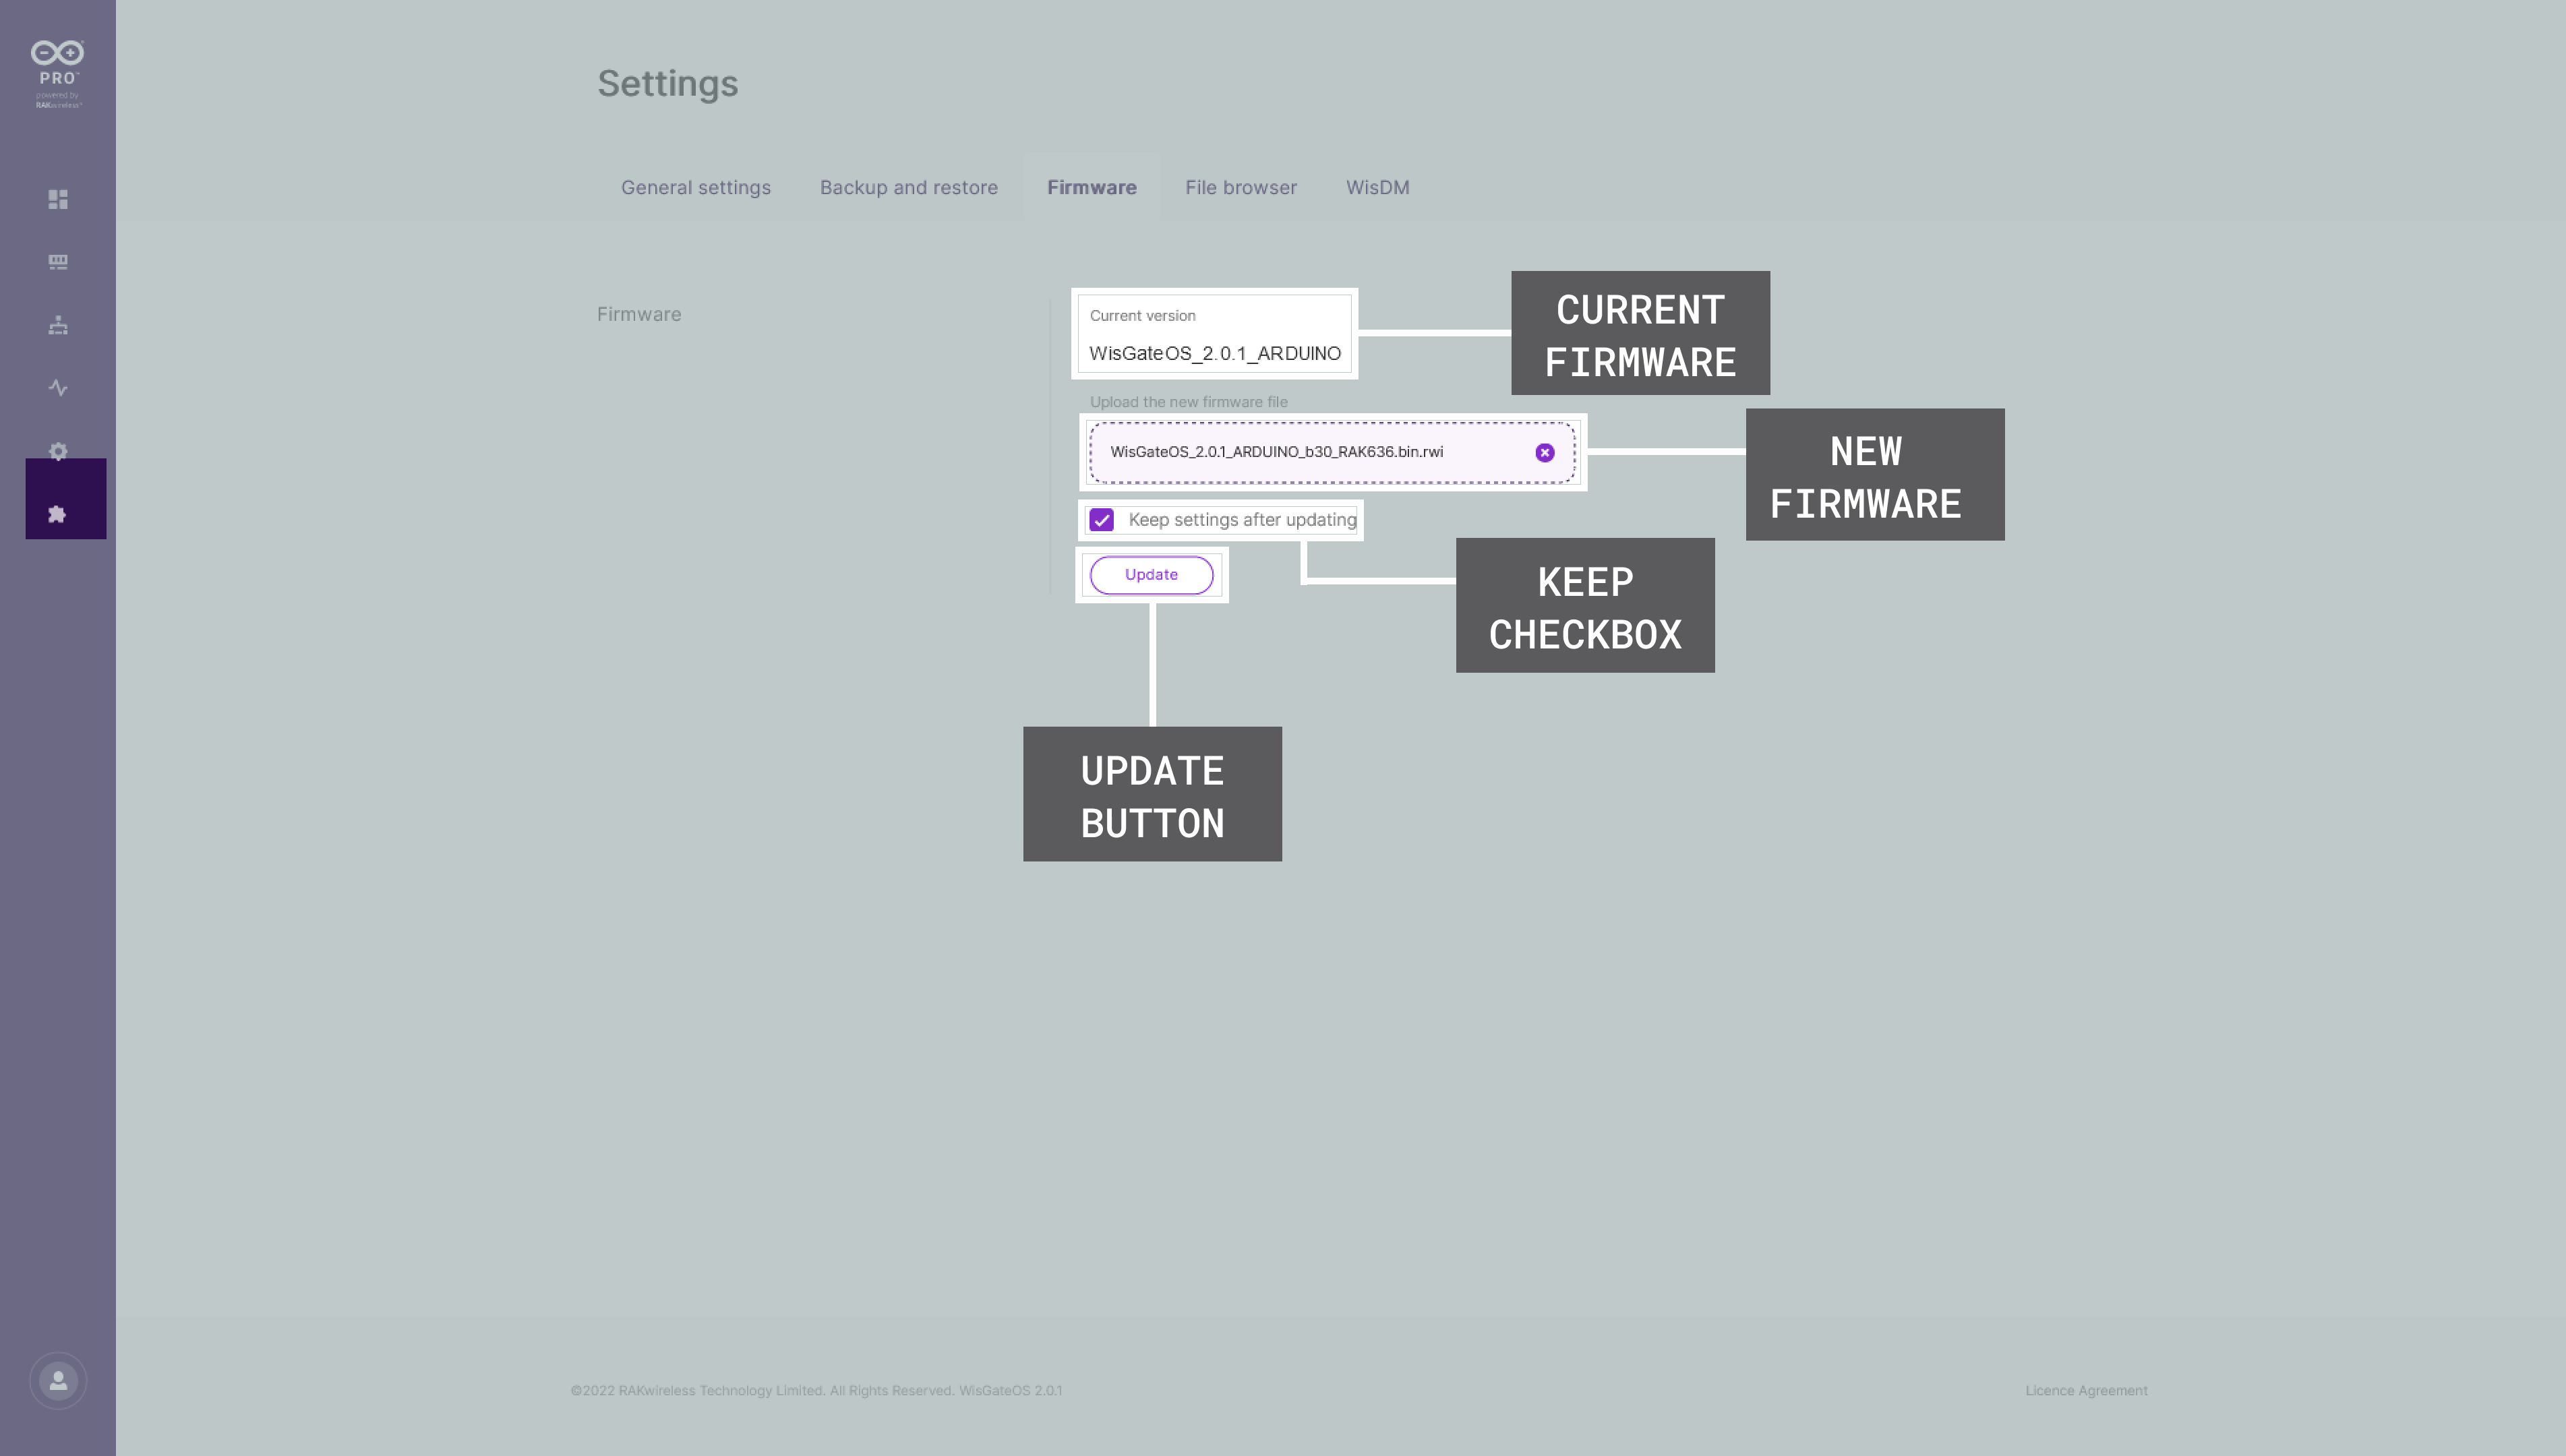 PRO
powered by
RAKwireless
Settings
General settings
Backup and restore
Firmware
File browser
WisDM
Firmware
Current version
WisGateOS_2.0.1_ARDUINO
CURRENT
FIRMWARE
Upload the new firmware file
WisGateOS_2.0.1_ARDUINO_b30_RAK636.bin.rwi
NEW
FIRMWARE
Keep settings after updating
KEEP
CHECKBOX
Update
UPDATE
BUTTON
©2022 RAKwireless Technology Limited. All Rights Reserved. WisGateOS 2.0.1
Licence Agreement